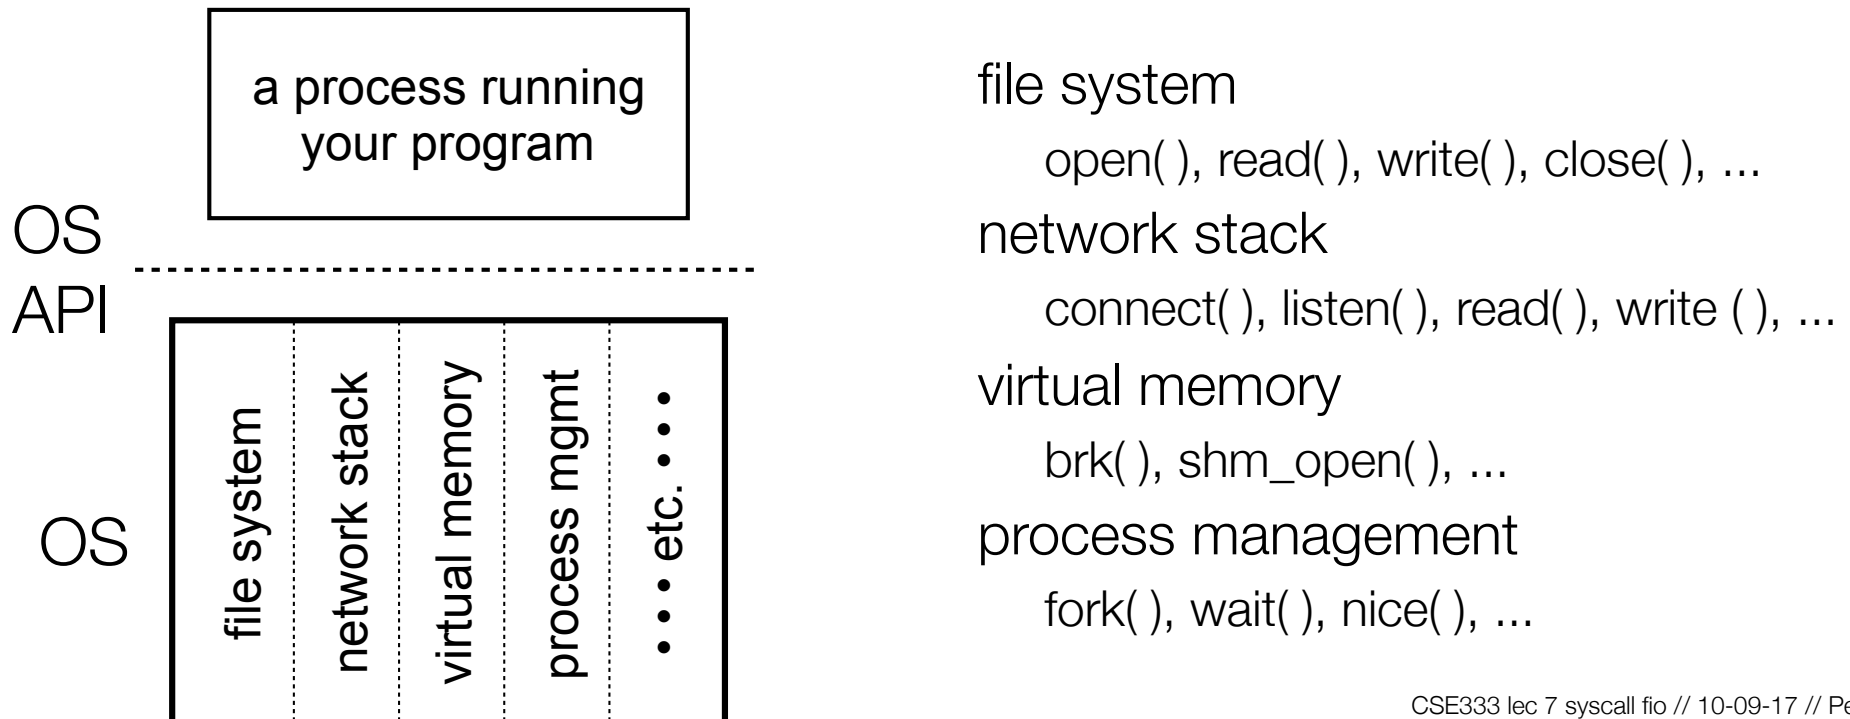 a process running
your program
OS
API
OS
file system
network stack
virtual memory
process mgmt
• • • etc. • • •
file system
open( ), read( ), write( ), close( ), ...
network stack
connect( ), listen( ), read( ), write ( ), ...
virtual memory
brk( ), shm_open( ), ...
process management
fork( ), wait( ), nice( ), ...
CSE333 lec 7 syscall fio // 10-09-17 // Pe